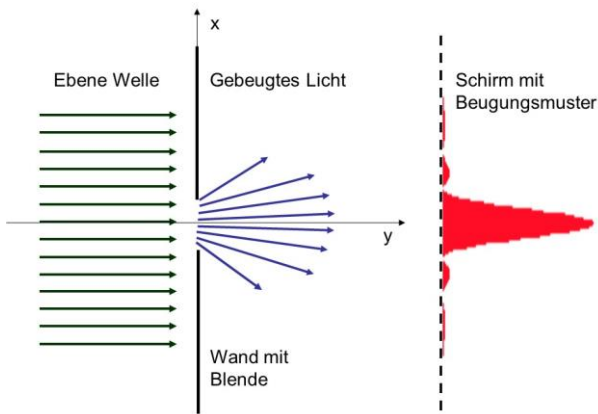 x
Ebene Welle
Gebeugtes Licht
Schirm mit
Beugungsmuster
y
Wand mit
Blende